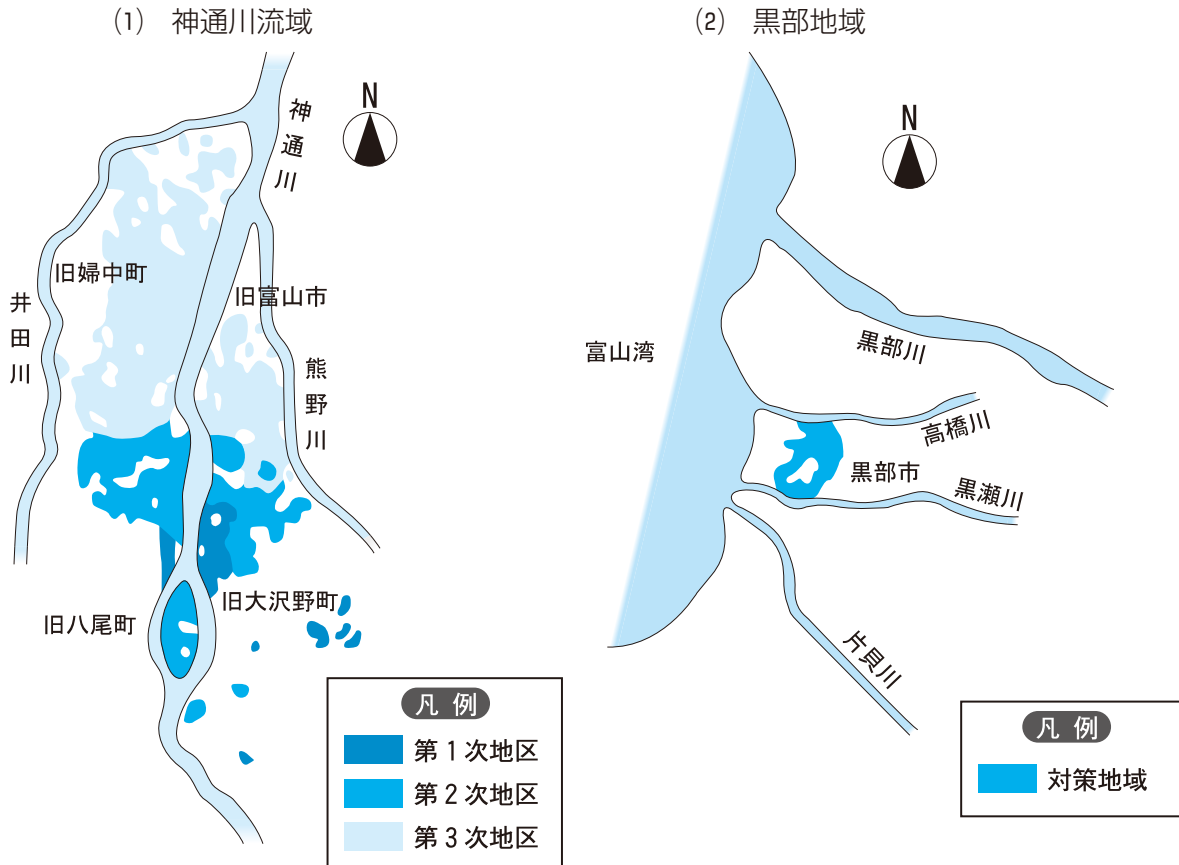 (1) 神通川流域
N
神通川
旧婦中町
旧富山市
井田川
熊野川
旧大沢野町
旧八尾町
凡例
第1次地区
第2次地区
第3次地区
(2) 黒部地域
N
富山湾
黒部川
高橋川
黒部市
黒瀬川
片貝川
凡例
対策地域